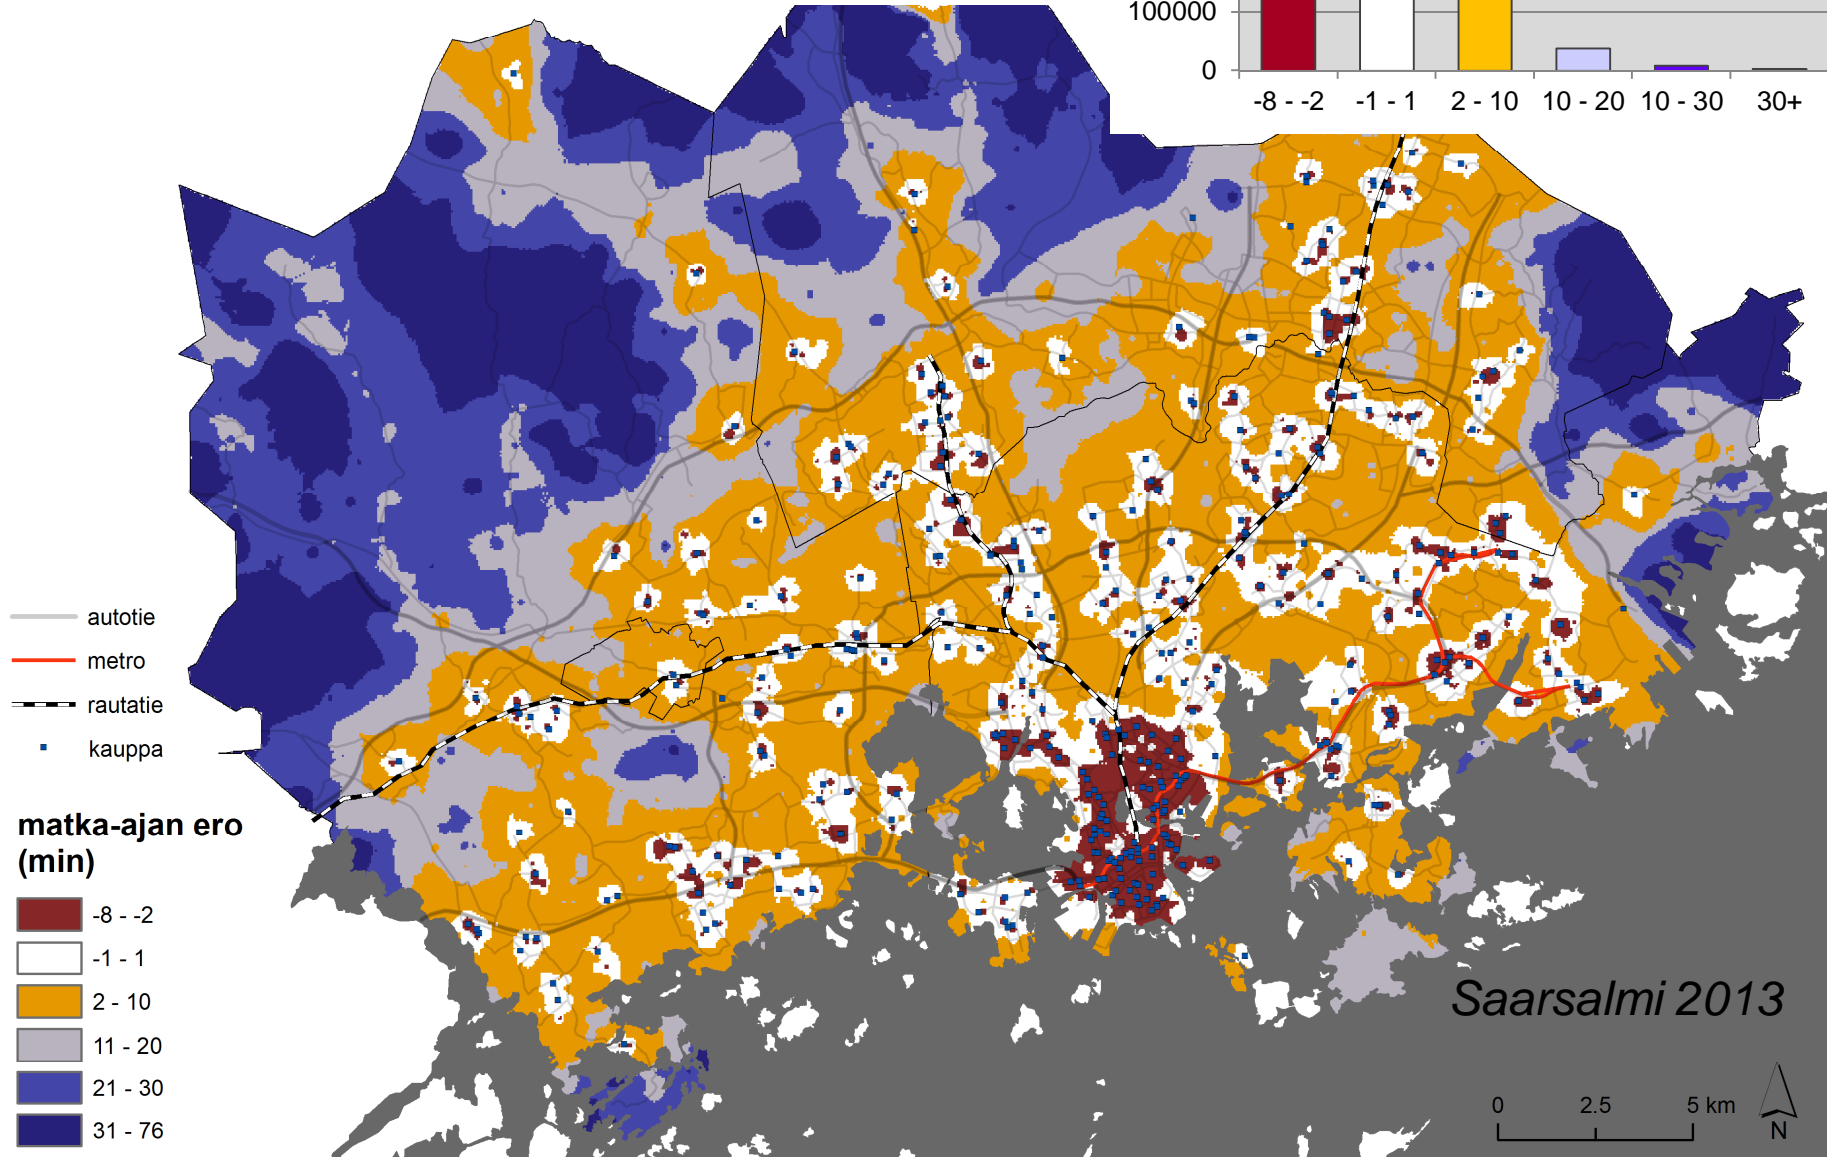 100000
0
-8 - -2 -1 - 1 2 - 10 10 - 20 10 - 30 30+
autotie
metro
rautatie
kauppa
matka-ajan ero
(min)
-8 - -2
-1 - 1
2 - 10
11 - 20
21 - 30
31 - 76
Saarsalmi 2013
0 2.5 5 km
N